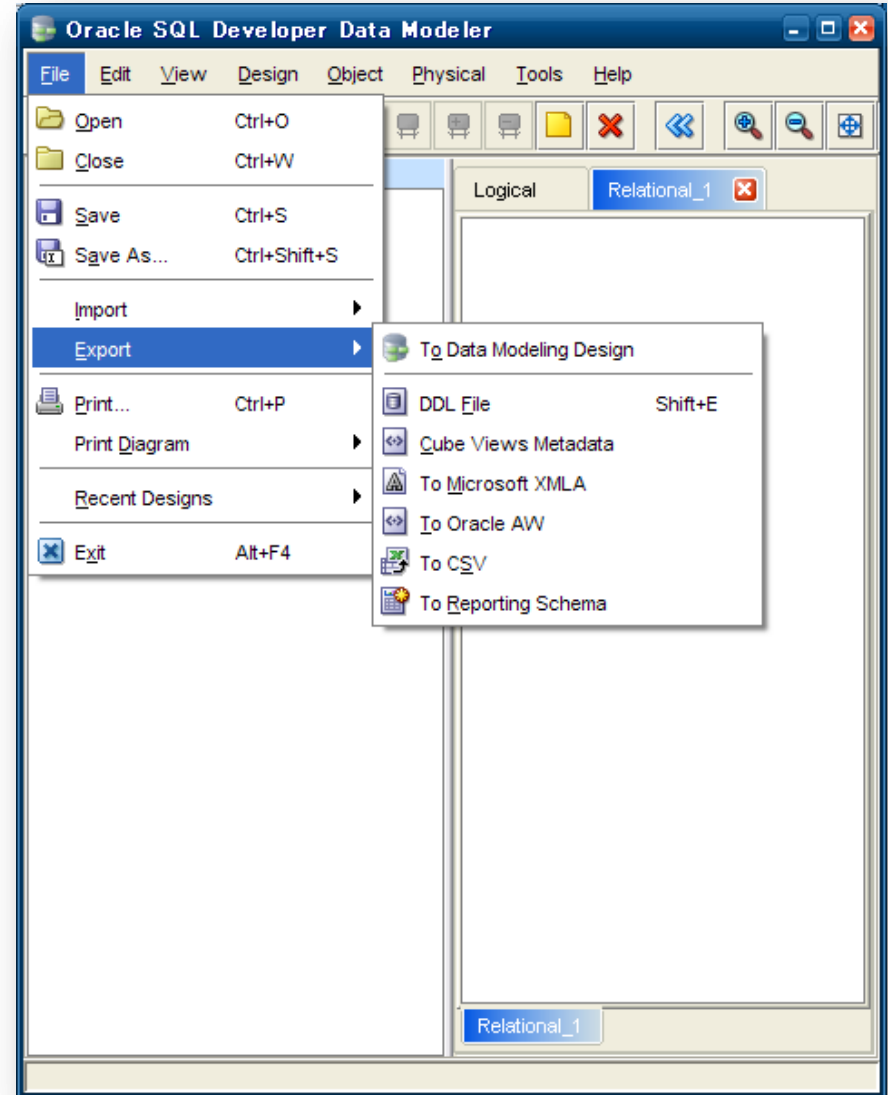 Oracle SQL Developer Data Modeler
File Edit View Design Object Physical Tools Help
Open Ctrl+O
Close Ctrl+W
Save Ctrl+S
Save As... Ctrl+Shift+S
Import
Export
Print... Ctrl+P
Print Diagram
Recent Designs
Exit Alt+F4
To Data Modeling Design
DDL File Shift+E
Cube Views Metadata
To Microsoft XMLA
To Oracle AW
To CSV
To Reporting Schema
Logical Relational_1
Relational_1